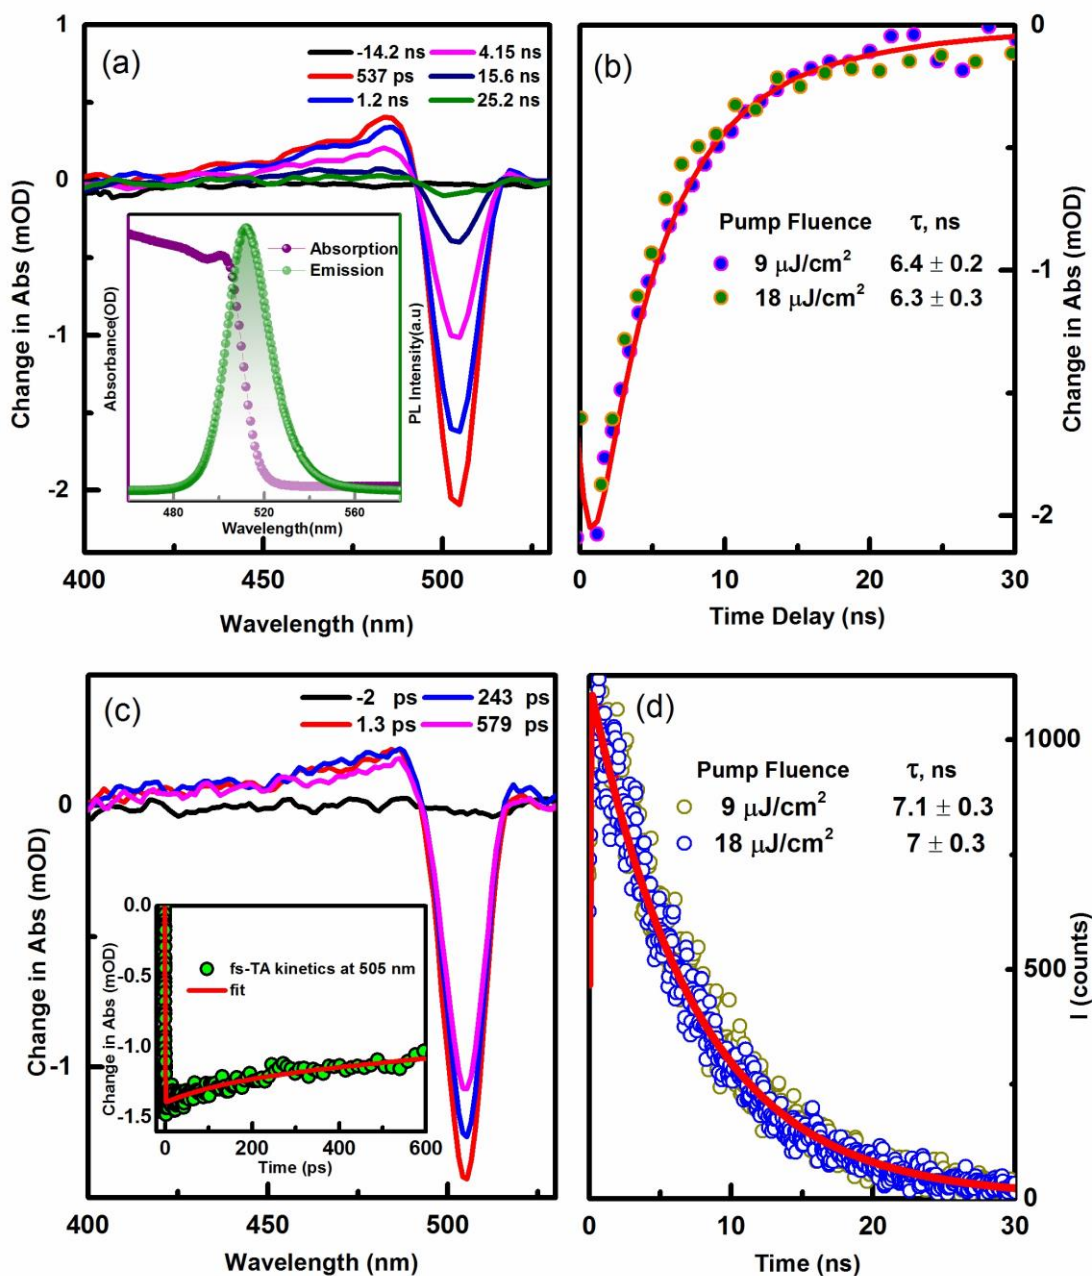 (a)
-14.2 ns 4.15 ns
537 ps 15.6 ns
1.2 ns 25.2 ns
Change in Abs (mOD)
1
0
-1
-2
400 450 500
Wavelength (nm)
Absorption
Emission
Absorbance(OD)
PL Intensity(a.u)
480 520 560
Wavelength(nm)
(b)
Pump Fluence τ, ns
9 μJ/cm² 6.4 ± 0.2
18 μJ/cm² 6.3 ± 0.3
0
-1
-2
Change in Abs (mOD)
0 10 20 30
Time Delay (ns)
(c)
-2 ps 243 ps
1.3 ps 579 ps
Change in Abs (mOD)
0
-1
400 450 500
Wavelength (nm)
fs-TA kinetics at 505 nm
fit
Change in Abs (mOD)
0.0
-0.5
-1.0
-1.5
0 200 400 600
Time (ps)
(d)
Pump Fluence τ, ns
9 μJ/cm² 7.1 ± 0.3
18 μJ/cm² 7 ± 0.3
1000
500
0
I (counts)
0 10 20 30
Time (ns)